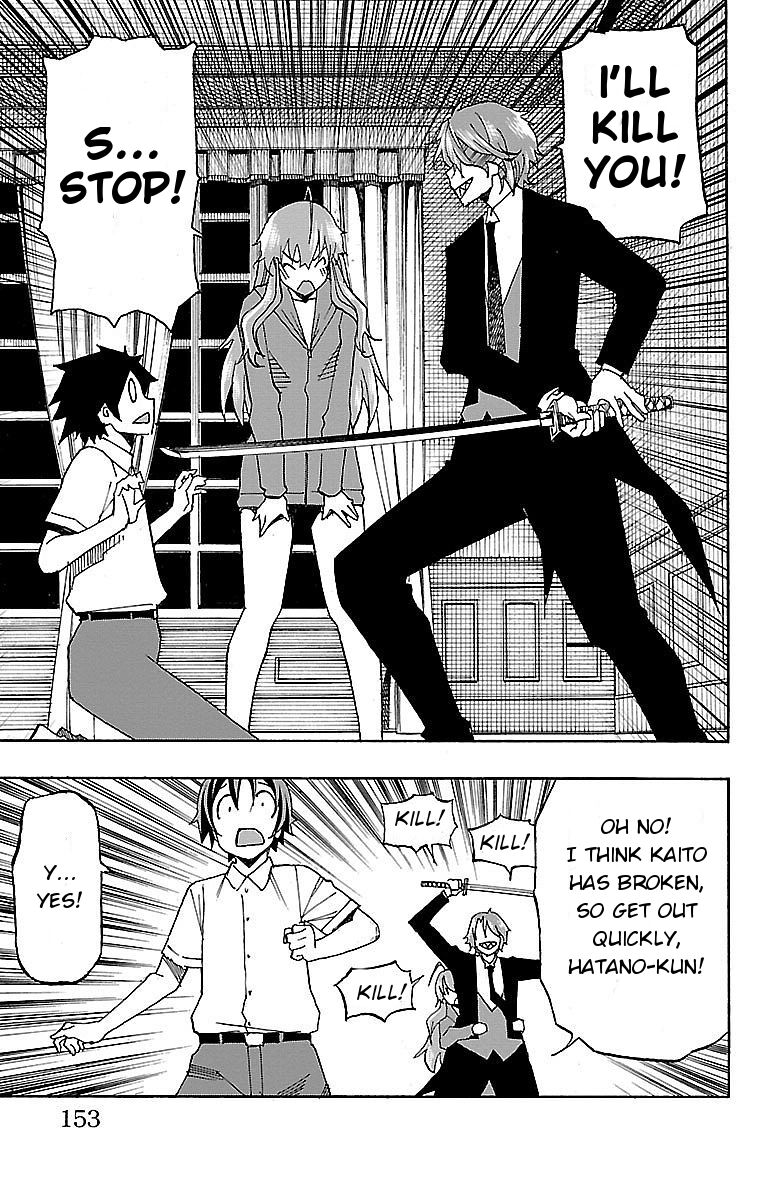 I'LL
KILL
YOU!
S...
STOP!
OH NO!
I THINK KAITO
HAS BROKEN,
SO GET OUT
QUICKLY,
HATANO-KUN!
KILL!
KILL!
KILL!
Y...
YES!
153